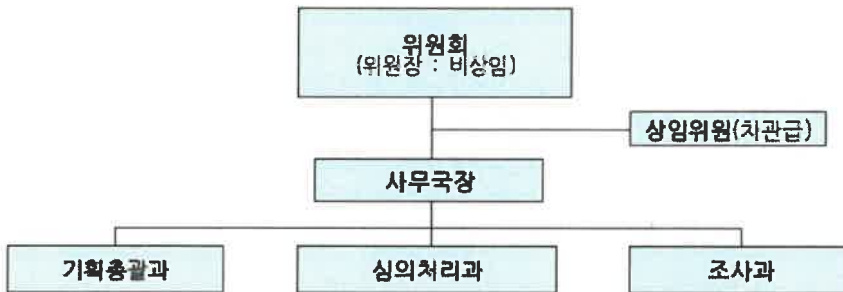 위원회
(위원장 : 비상임)
상임위원(차관급)
사무국장
기획총괄과
심의처리과
조사과